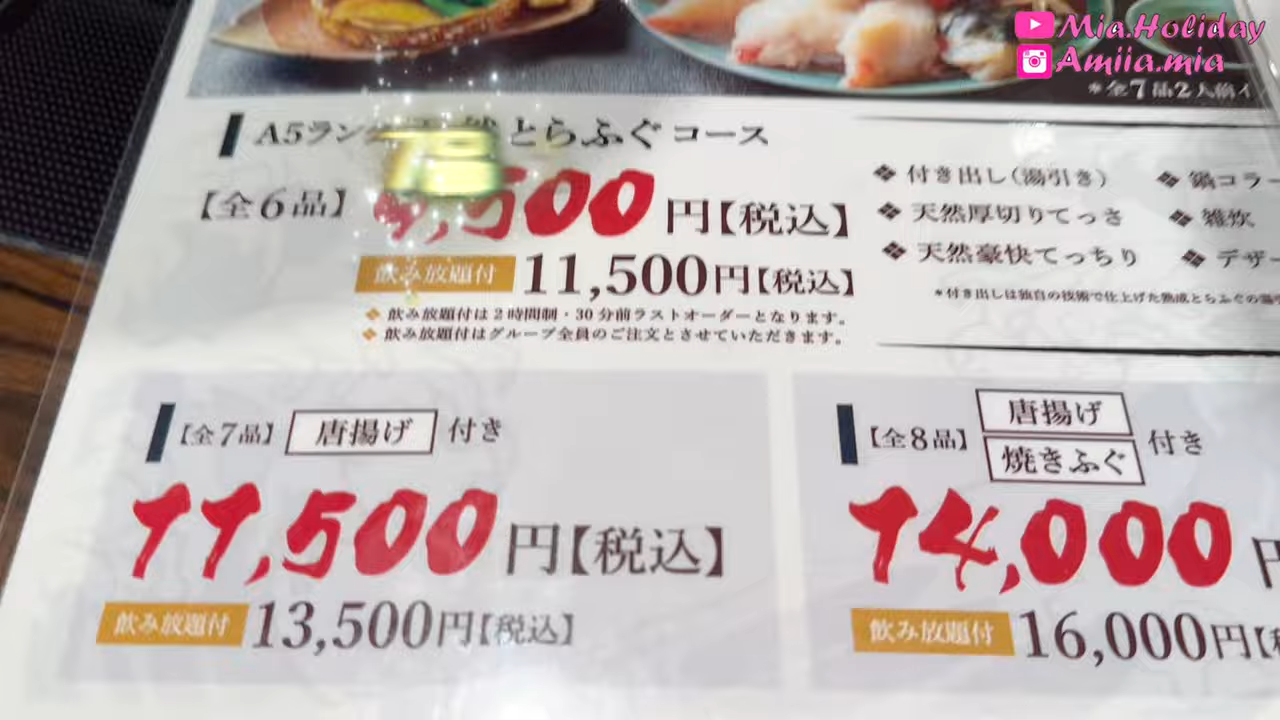 Mia.Holiday
Amiia.mia
*全7品2人前イ
A5ラン とらふぐコース
【全6品】 ,500円【税込】
飲み放題付 11,500円【税込】
飲み放題付は2時間制・30分前ラストオーダーとなります。
飲み放題付はグループ全員のご注文とさせていただきます。
❖ 付き出し(湯引き) ❖ 鍋コラー
❖ 天然厚切りてっさ ❖ 雑炊
❖ 天然豪快てっちり ❖ デザー
*付き出しは独自の技術で仕上げた熟成とらふぐの湯
【全7品】 唐揚げ 付き
11,500円【税込】
飲み放題付 13,500円【税込】
【全8品】 唐揚げ 焼きふぐ 付き
14,000円
飲み放題付 16,000円【税